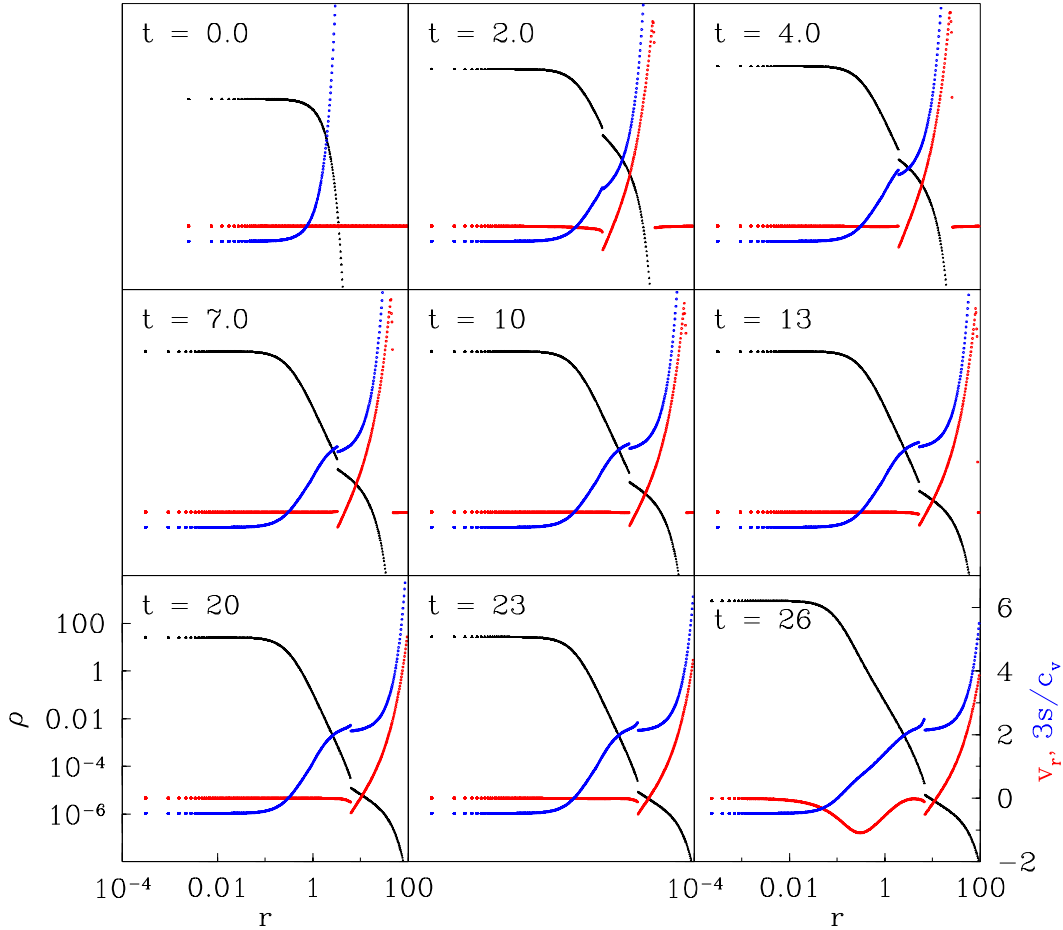 t = 0.0
t = 2.0
t = 4.0
t = 7.0
t = 10
t = 13
t = 20
t = 23
t = 26
ρ
100
1
0.01
10⁻⁴
10⁻⁶
6
4
2
0
−2
v_r, 3s/c_v
10⁻⁴
0.01
1
100
10⁻⁴
0.01
1
100
r
r